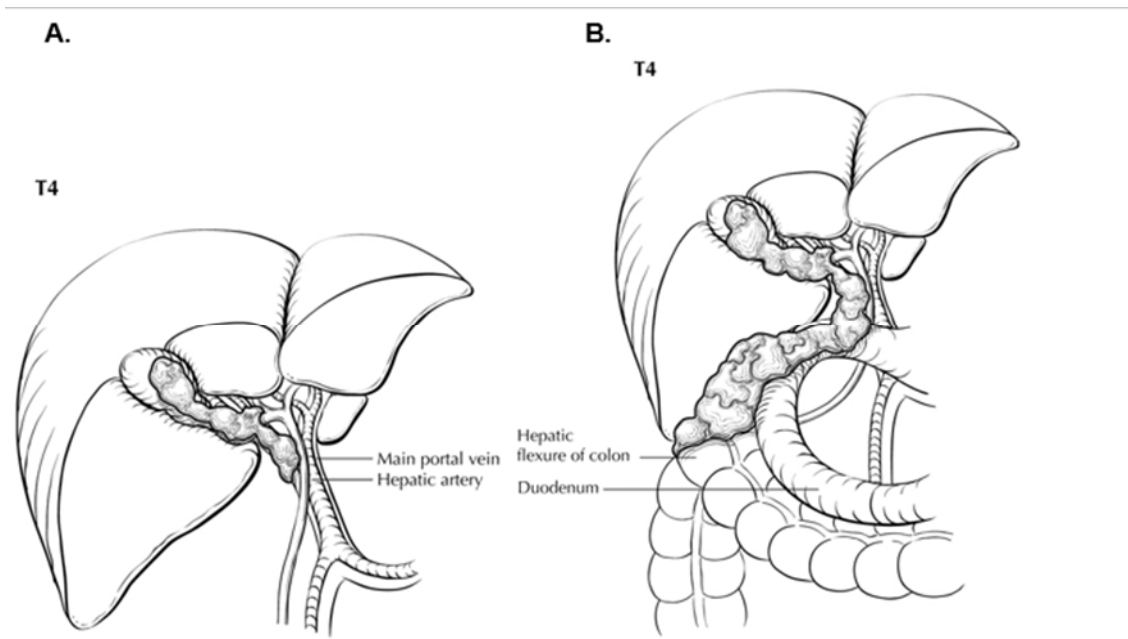 A.
T4
Main portal vein
Hepatic artery
B.
T4
Hepatic
flexure of colon
Duodenum